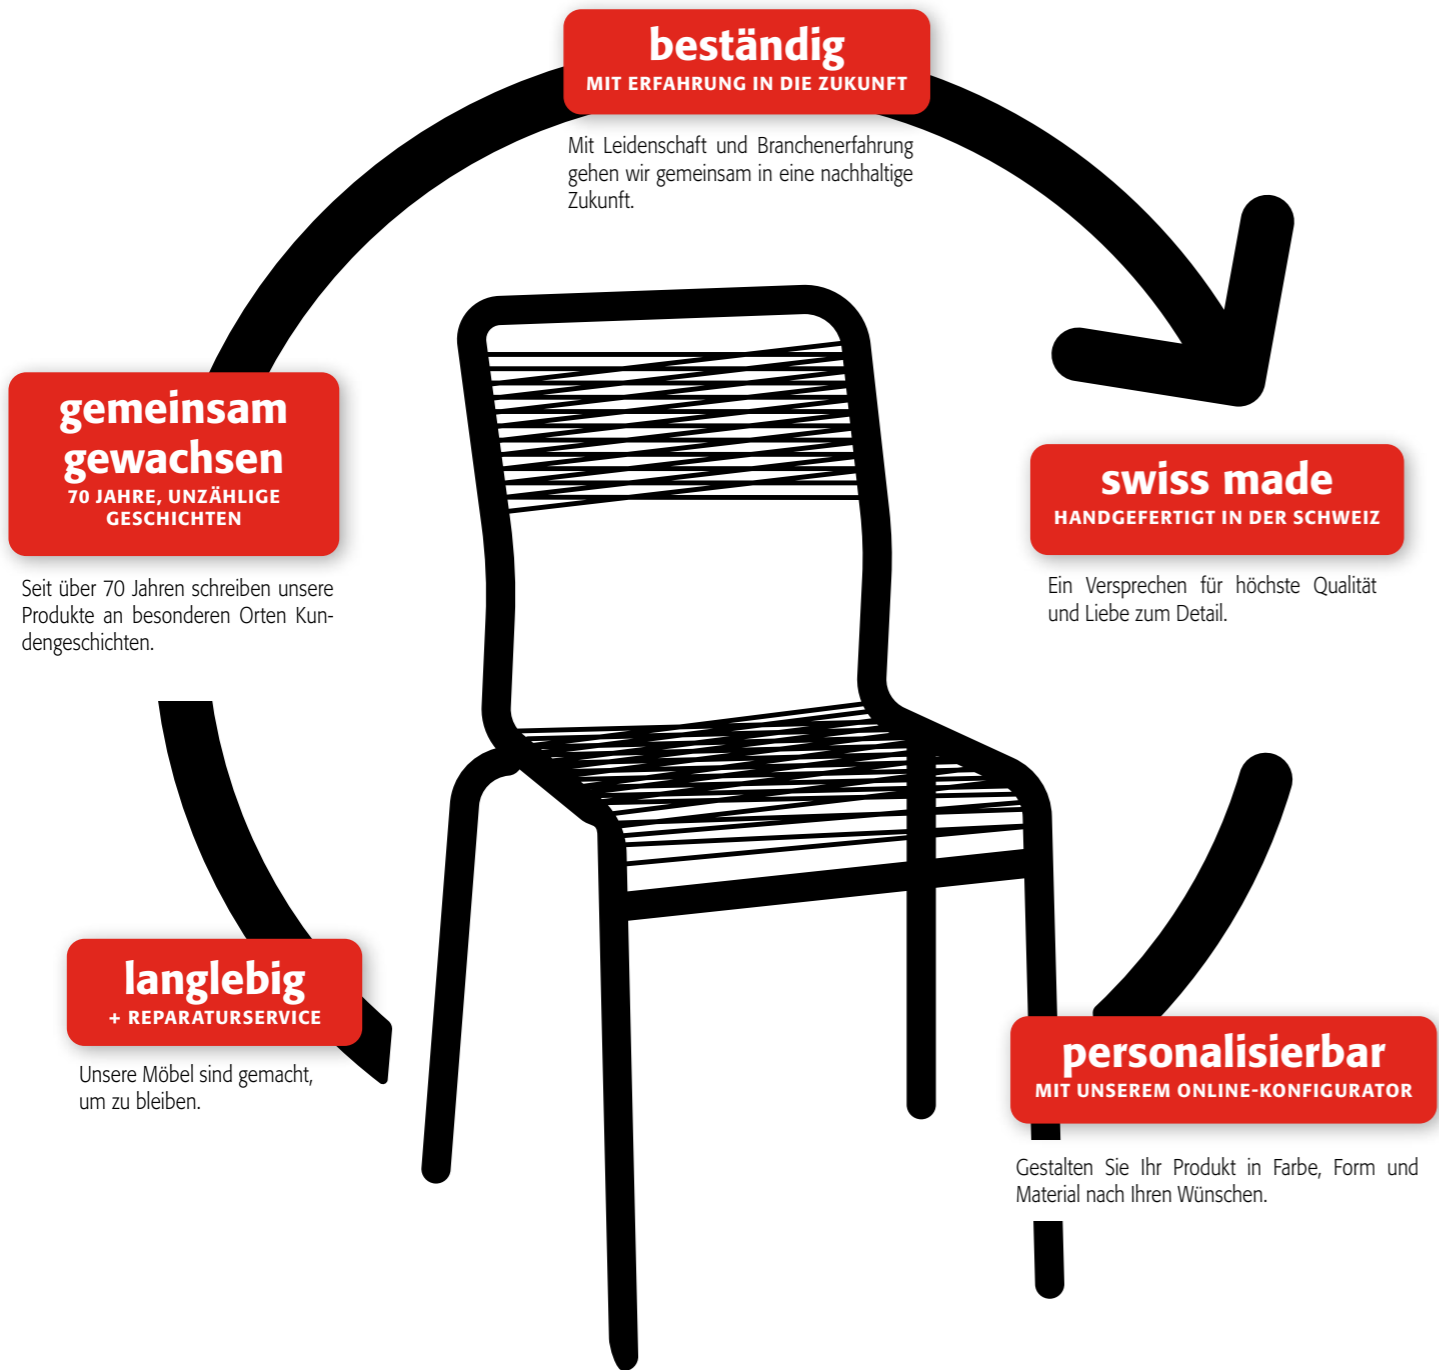 beständig
MIT ERFAHRUNG IN DIE ZUKUNFT
Mit Leidenschaft und Branchenerfahrung
gehen wir gemeinsam in eine nachhaltige
Zukunft.
gemeinsam
gewachsen
70 JAHRE, UNZÄHLIGE
GESCHICHTEN
Seit über 70 Jahren schreiben unsere
Produkte an besonderen Orten Kun-
dengeschichten.
swiss made
HANDGEFERTIGT IN DER SCHWEIZ
Ein Versprechen für höchste Qualität
und Liebe zum Detail.
langlebig
+ REPARATURSERVICE
Unsere Möbel sind gemacht,
um zu bleiben.
personalisierbar
MIT UNSEREM ONLINE-KONFIGURATOR
Gestalten Sie Ihr Produkt in Farbe, Form und
Material nach Ihren Wünschen.